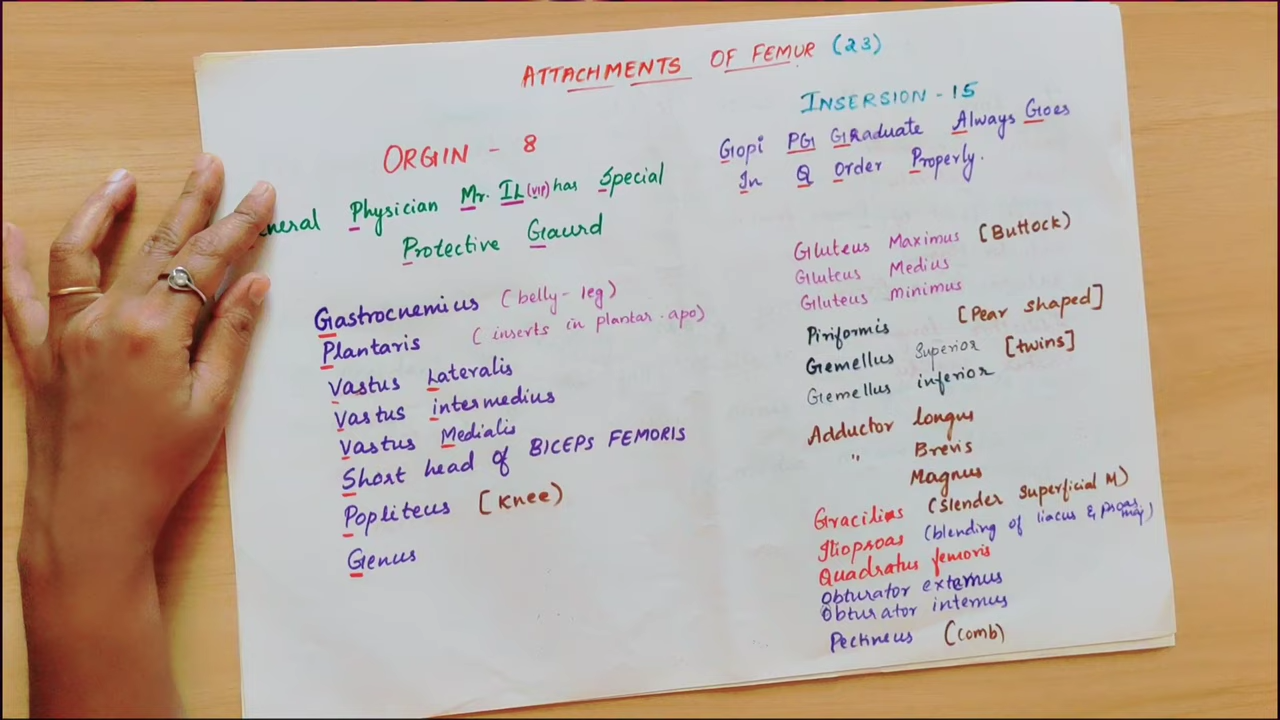 ATTACHMENTS OF FEMUR (23)
ORGIN - 8
neral Physician Mr. IL (VIP) has Special
Protective Gaurd
Gastrocnemius (belly-leg)
Plantaris (inserts in plantar.apo)
Vastus Lateralis
Vastus intermedius
Vastus Medialis
Short head of BICEPS FEMORIS
Popliteus [Knee)
Genus
INSERSION - 15
Gopi PG GRaduate Always Goes
In Q Order Properly.
Gluteus Maximus [Buttock)
Gluteus Medius
Gluteus minimus
Piriformis [Pear shaped]
Gemellus Superior [twins]
Gemellus inferior
Adductor longus
" Brevis
Magnus
Gracilis (Slender Superficial M)
Iliopsoas (blending of liacus & Psoas maj)
Quadratus femoris
Obturator externus
Obturator internus
Pectineus (comb)